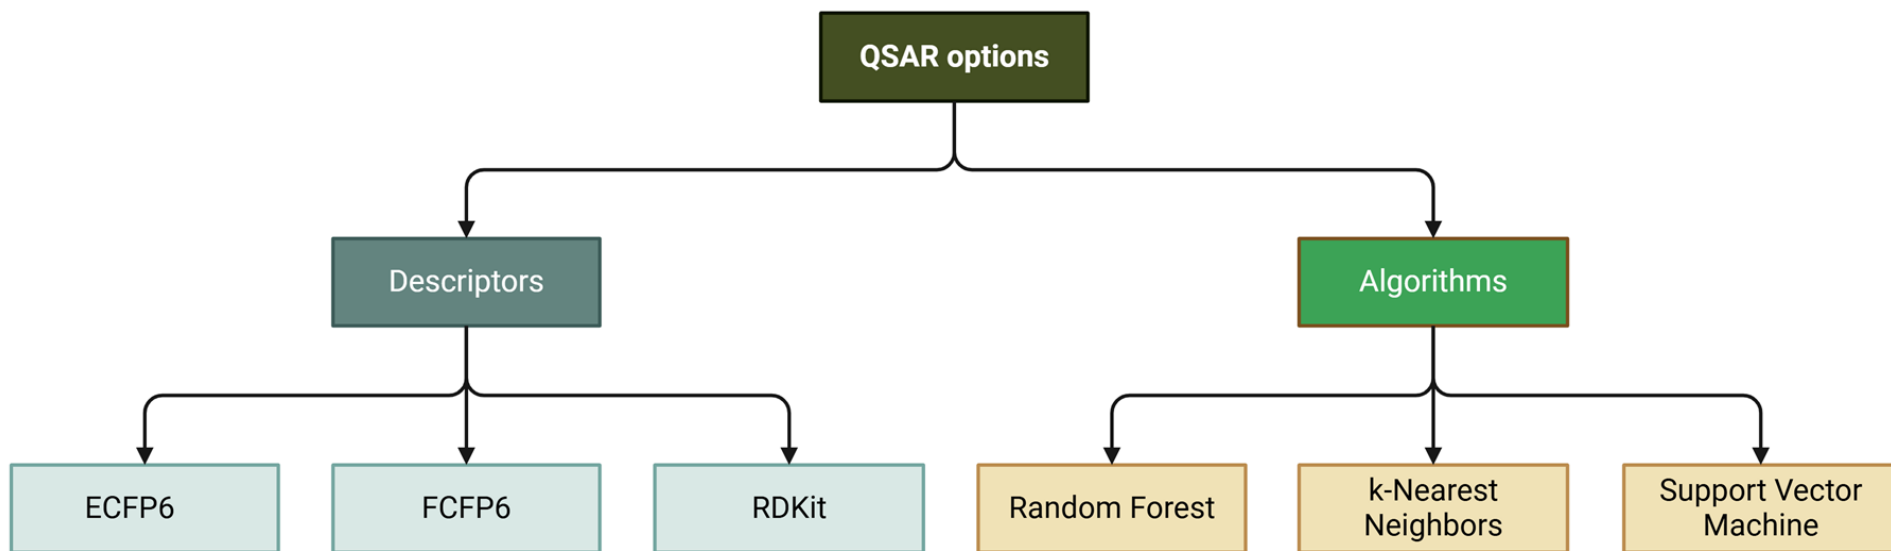 QSAR options
Descriptors
Algorithms
ECFP6
FCFP6
RDKit
Random Forest
k-Nearest
Neighbors
Support Vector
Machine